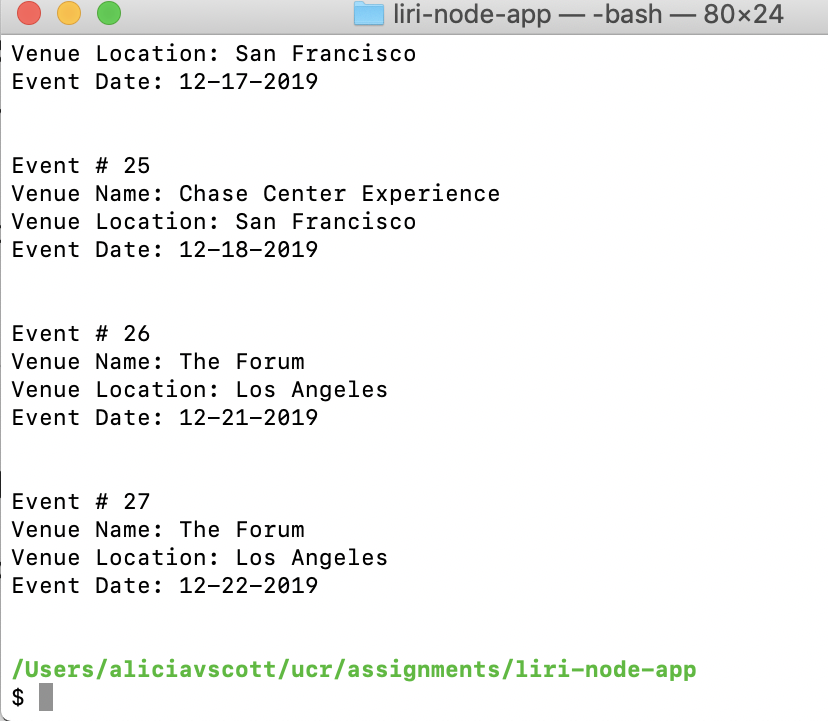 liri-node-app — -bash — 80×24
Venue Location: San Francisco
Event Date: 12-17-2019
Event # 25
Venue Name: Chase Center Experience
Venue Location: San Francisco
Event Date: 12-18-2019
Event # 26
Venue Name: The Forum
Venue Location: Los Angeles
Event Date: 12-21-2019
Event # 27
Venue Name: The Forum
Venue Location: Los Angeles
Event Date: 12-22-2019
/Users/aliciavscott/ucr/assignments/liri-node-app
$